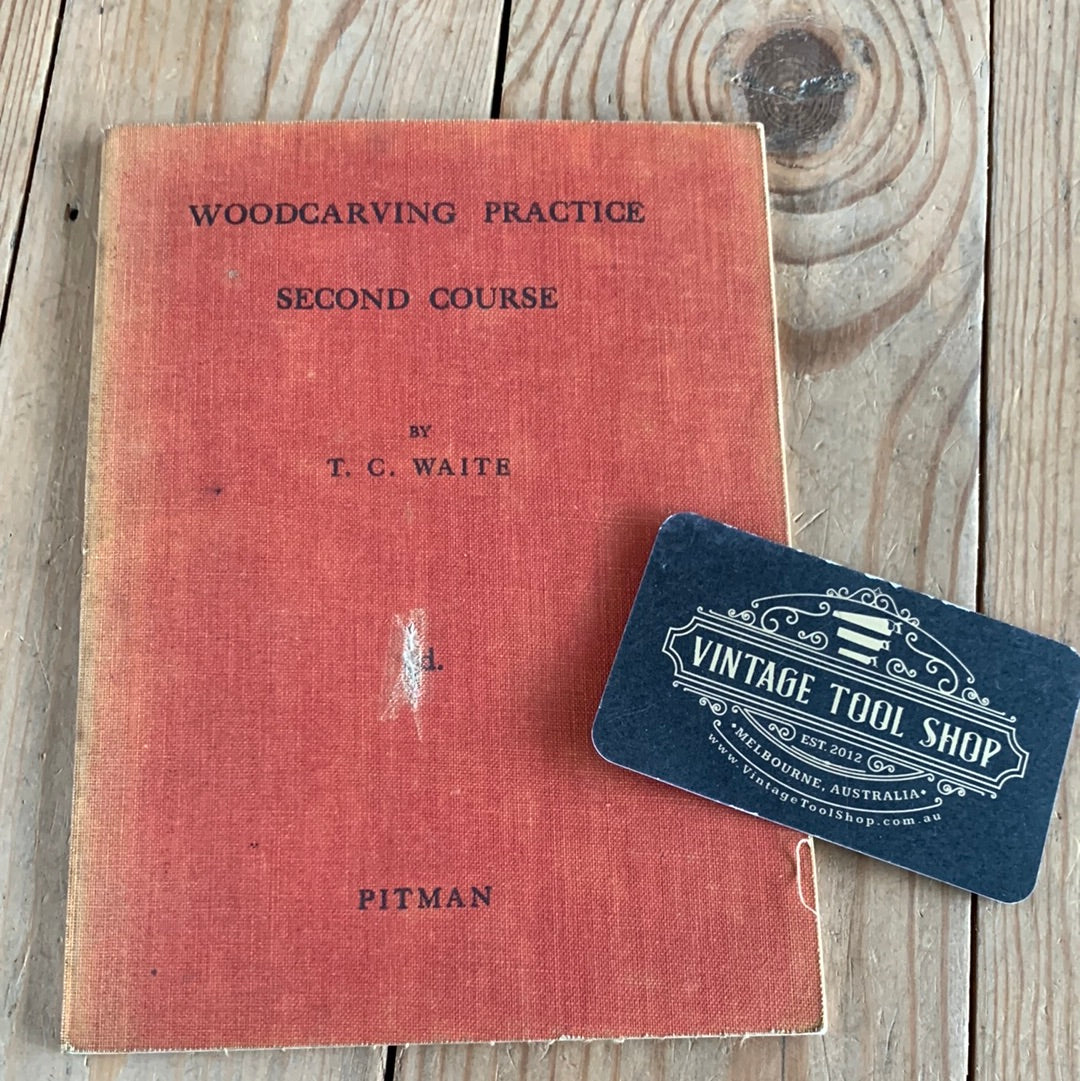 WOODCARVING PRACTICE
SECOND COURSE
BY
T. C. WAITE
d.
PITMAN
VINTAGE TOOL SHOP
EST. 2012
•MELBOURNE, AUSTRALIA•
www.VintageToolShop.com.au